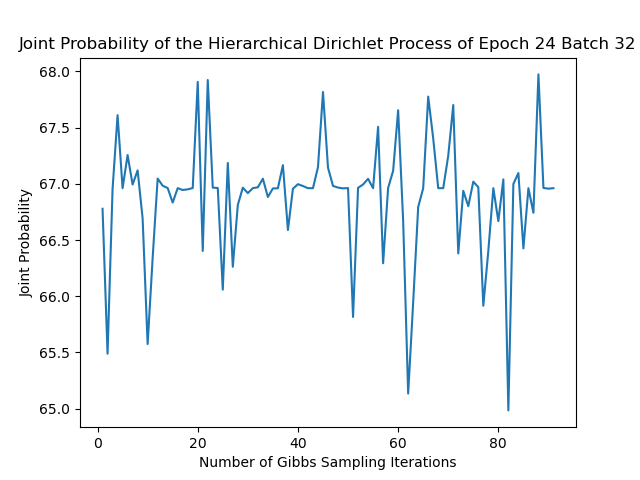 Joint Probability of the Hierarchical Dirichlet Process of Epoch 24 Batch 32
68.0
67.5
67.0
66.5
66.0
65.5
65.0
Joint Probability
0 20 40 60 80
Number of Gibbs Sampling Iterations